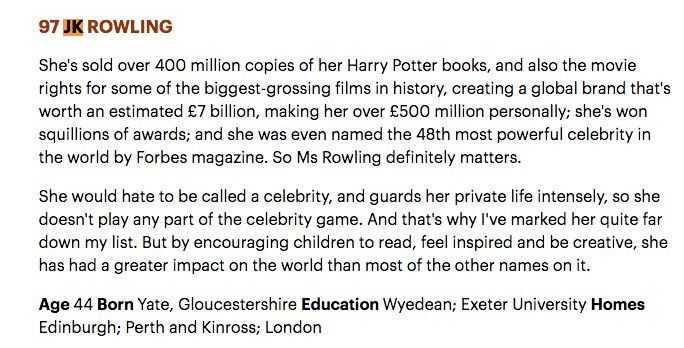 97 JK ROWLING
She's sold over 400 million copies of her Harry Potter books, and also the movie
rights for some of the biggest-grossing films in history, creating a global brand that's
worth an estimated £7 billion, making her over £500 million personally; she's won
squillions of awards; and she was even named the 48th most powerful celebrity in
the world by Forbes magazine. So Ms Rowling definitely matters.
She would hate to be called a celebrity, and guards her private life intensely, so she
doesn't play any part of the celebrity game. And that's why I've marked her quite far
down my list. But by encouraging children to read, feel inspired and be creative, she
has had a greater impact on the world than most of the other names on it.
Age 44 Born Yate, Gloucestershire Education Wyedean; Exeter University Homes
Edinburgh; Perth and Kinross; London